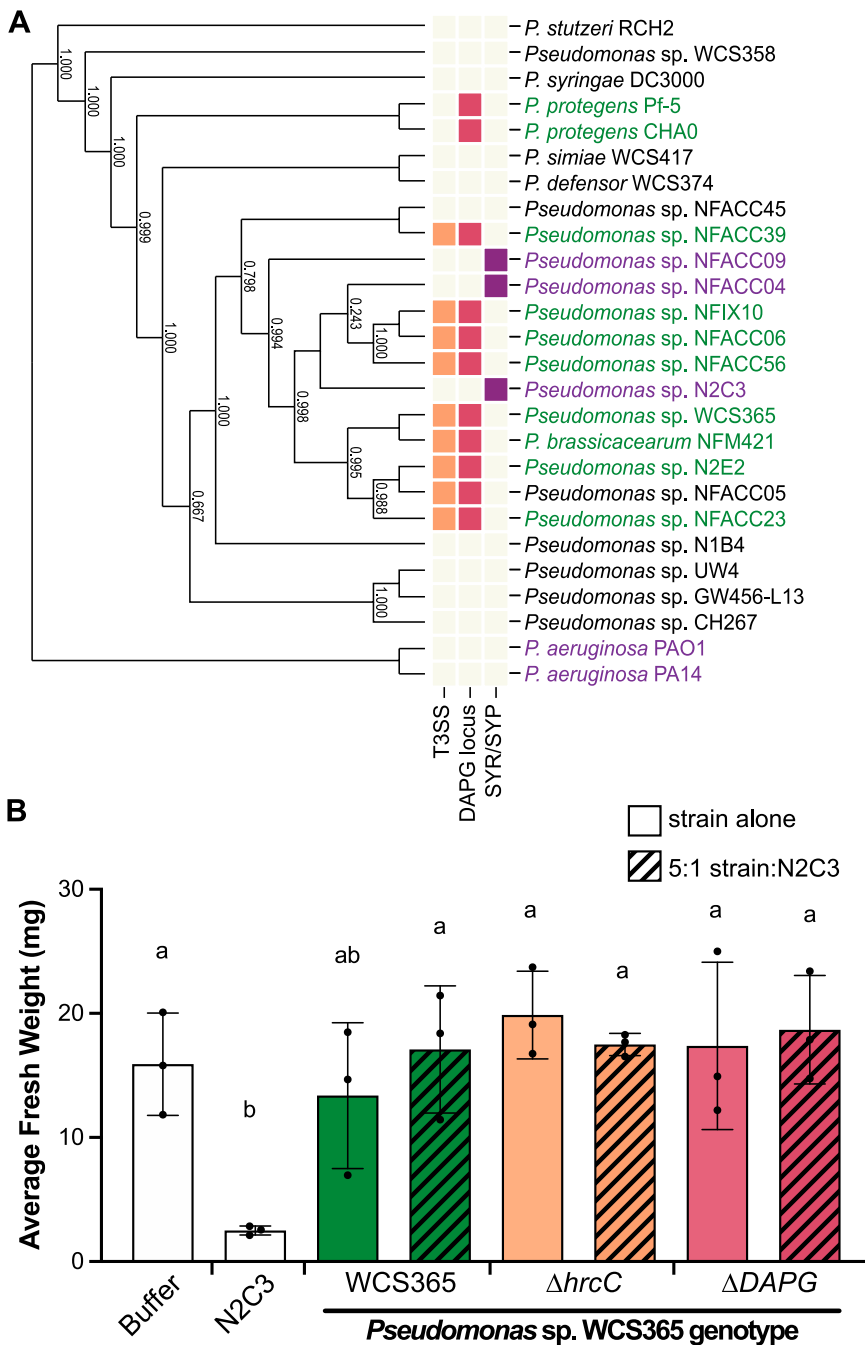 A
P. stutzeri RCH2
Pseudomonas sp. WCS358
P. syringae DC3000
P. protegens Pf-5
P. protegens CHA0
P. simiae WCS417
P. defensor WCS374
Pseudomonas sp. NFACC45
Pseudomonas sp. NFACC39
Pseudomonas sp. NFACC09
Pseudomonas sp. NFACC04
Pseudomonas sp. NFIX10
Pseudomonas sp. NFACC06
Pseudomonas sp. NFACC56
Pseudomonas sp. N2C3
Pseudomonas sp. WCS365
P. brassicacearum NFM421
Pseudomonas sp. N2E2
Pseudomonas sp. NFACC05
Pseudomonas sp. NFACC23
Pseudomonas sp. N1B4
Pseudomonas sp. UW4
Pseudomonas sp. GW456-L13
Pseudomonas sp. CH267
P. aeruginosa PAO1
P. aeruginosa PA14
1.000
1.000
1.000
0.999
1.000
0.667
1.000
0.798
0.994
0.998
0.243
1.000
0.995
0.988
1.000
T3SS
DAPG locus
SYR/SYP
B
strain alone
5:1 strain:N2C3
Average Fresh Weight (mg)
30
20
10
0
a
b
ab
a
a
a
a
a
Buffer
N2C3
WCS365
ΔhrcC
ΔDAPG
Pseudomonas sp. WCS365 genotype